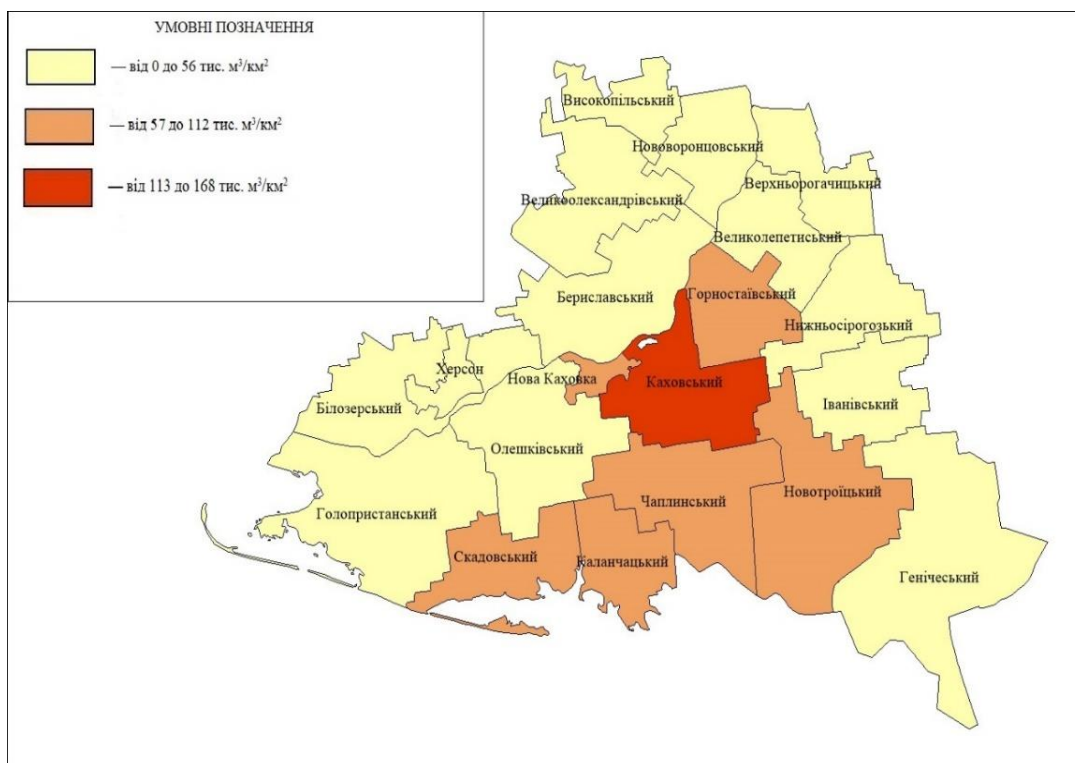 УМОВНІ ПОЗНАЧЕННЯ
— від 0 до 56 тис. м³/км²
— від 57 до 112 тис. м³/км²
— від 113 до 168 тис. м³/км²
Високопільський
Нововоронцовський
Верхньорогачицький
Великоолександрівський
Великолепетиський
Бериславський
Горностаївський
Нижньосірогозький
Херсон
Нова Каховка
Каховський
Білозерський
Іванівський
Олешківський
Чаплинський
Новотроїцький
Голопристанський
Скадовський
Каланчацький
Генічеський